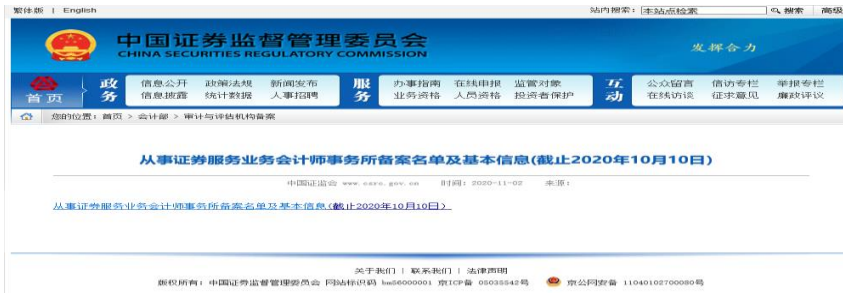 繁体版 | English
站内搜索: 本站点检索 搜索 高级
中国证券监督管理委员会
CHINA SECURITIES REGULATORY COMMISSION
发挥合力
首页
政务 信息公开 政策法规 新闻发布 服务 办事指南 在线申报 监管对象 互动 公众留言 信访专栏 举报专栏
信息披露 统计数据 人事招聘 业务资格 人员资格 投资者保护 在线访谈 征求意见 廉政评议
您的位置: 首页 > 会计部 > 审计与评估机构备案
从事证券服务业务会计师事务所备案名单及基本信息(截止2020年10月10日)
中国证监会 www.csrc.gov.cn 时间: 2020-11-02 来源:
从事证券服务业务会计师事务所备案名单及基本信息(截止2020年10月10日)
关于我们 | 联系我们 | 法律声明
版权所有: 中国证券监督管理委员会 网站标识码 bm56000001 京ICP备 05035542号 京公网安备 11040102700080号